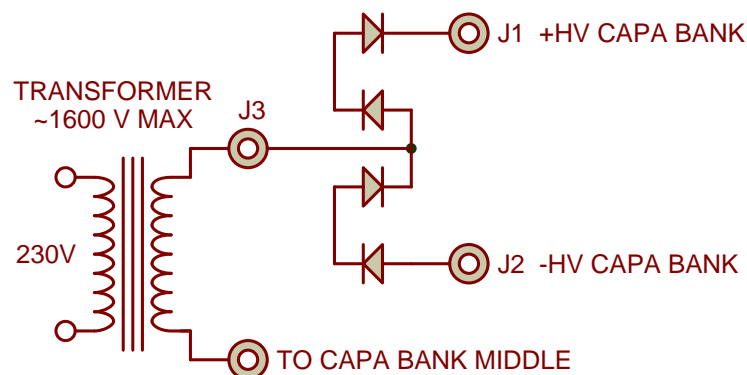 J1 +HV CAPA BANK
TRANSFORMER
~1600 V MAX
J3
230V
J2 -HV CAPA BANK
TO CAPA BANK MIDDLE